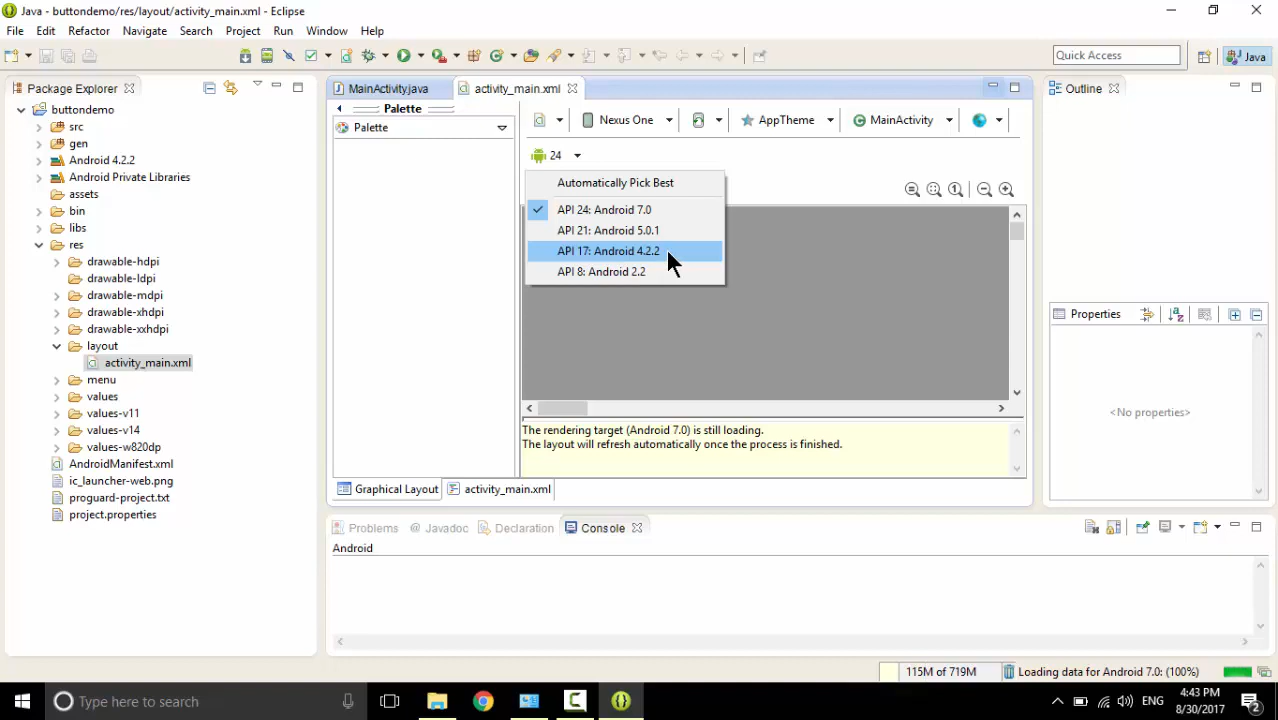 Java - buttondemo/res/layout/activity_main.xml - Eclipse
File Edit Refactor Navigate Search Project Run Window Help
Quick Access
Java
Package Explorer
MainActivity.java
activity_main.xml
Outline
buttondemo
src
gen
Android 4.2.2
Android Private Libraries
assets
bin
libs
res
drawable-hdpi
drawable-ldpi
drawable-mdpi
drawable-xhdpi
drawable-xxhdpi
layout
activity_main.xml
menu
values
values-v11
values-v14
values-w820dp
AndroidManifest.xml
ic_launcher-web.png
proguard-project.txt
project.properties
Palette
Palette
Nexus One
AppTheme
MainActivity
24
Automatically Pick Best
API 24: Android 7.0
API 21: Android 5.0.1
API 17: Android 4.2.2
API 8: Android 2.2
The rendering target (Android 7.0) is still loading.
The layout will refresh automatically once the process is finished.
Graphical Layout
activity_main.xml
Properties
<No properties>
Problems
@ Javadoc
Declaration
Console
Android
115M of 719M
Loading data for Android 7.0: (100%)
Type here to search
ENG
4:43 PM
8/30/2017
2